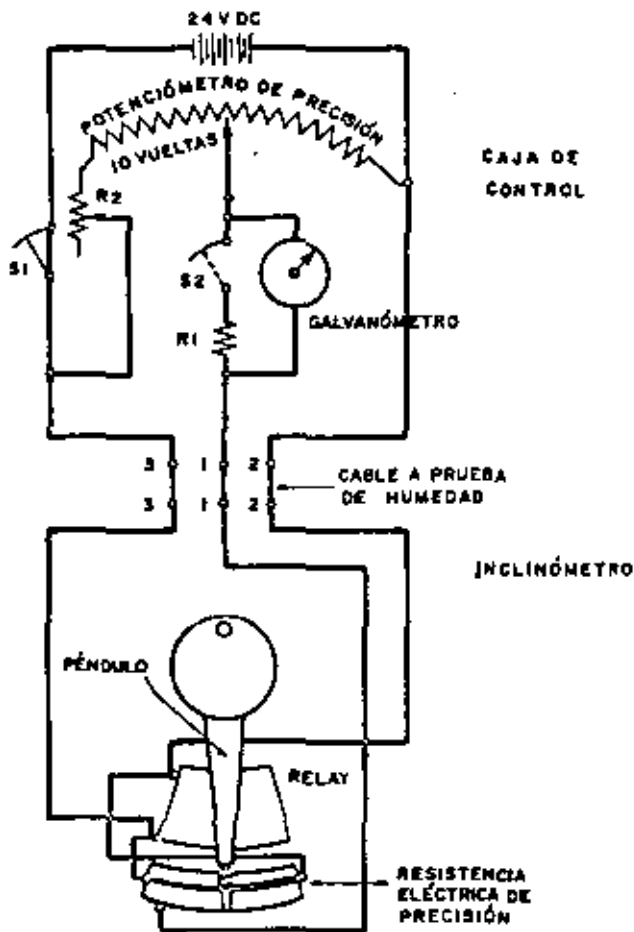 24 V DC
POTENCIÓMETRO DE PRECISIÓN
10 VUELTAS
CAJA DE
CONTROL
R2
S1
S2
GALVANÓMETRO
R1
3 1 2
CABLE A PRUEBA
DE HUMEDAD
3 1 2
INCLINÓMETRO
PÉNDULO
RELAY
RESISTENCIA
ELÉCTRICA DE
PRECISIÓN